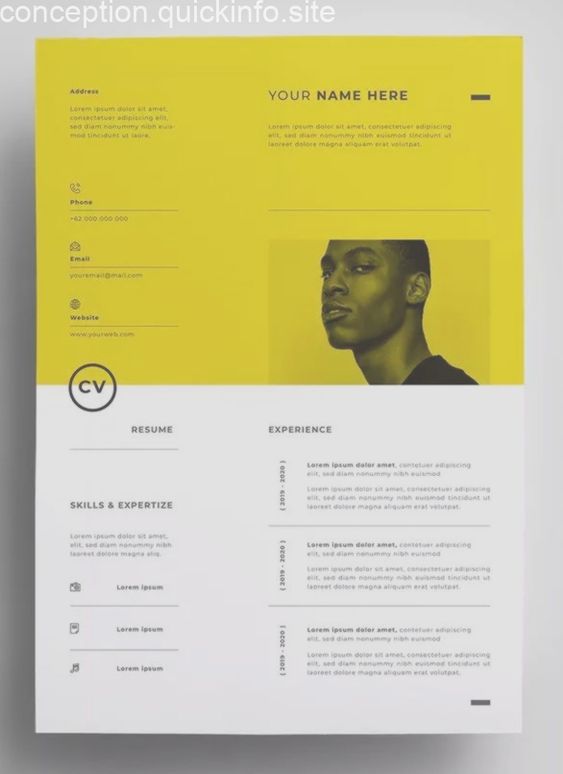 conception.quickinfo.site
Address
Lorem ipsum dolor sit amet,
consectetuer adipiscing elit,
sed diam nonummy nibh euis-
mod tincidunt ut laore.
Phone
+62 000 000 000
Email
youremail@mail.com
Website
www.yourweb.com
YOUR NAME HERE
Lorem ipsum dolor sit amet, consectetuer adipiscing
elit, sed diam nonummy nibh euismod tincidunt ut
laoreet dolore magna aliquam erat volutpat.
CV
RESUME
SKILLS & EXPERTIZE
Lorem ipsum dolor sit amet,
elit, sed diam nonummy nibh
laoreet dolore magna aliq.
Lorem ipsum
Lorem ipsum
Lorem ipsum
EXPERIENCE
( 2019 - 2020 )
Lorem ipsum dolor amet, contetuer adipiscing
elit, sed diam nonummy nibh euismod
Lorem ipsum dolor sit amet, consectetuer adipiscing
elit, sed diam nonummy nibh euismod tincidunt ut
laoreet dolore magna aliquam erat volutpat.
( 2019 - 2020 )
Lorem ipsum dolor amet, contetuer adipiscing
elit, sed diam nonummy nibh euismod
Lorem ipsum dolor sit amet, consectetuer adipiscing
elit, sed diam nonummy nibh euismod tincidunt ut
laoreet dolore magna aliquam erat volutpat.
( 2019 - 2020 )
Lorem ipsum dolor amet, contetuer adipiscing
elit, sed diam nonummy nibh euismod
Lorem ipsum dolor sit amet, consectetuer adipiscing
elit, sed diam nonummy nibh euismod tincidunt ut
laoreet dolore magna aliquam erat volutpat.